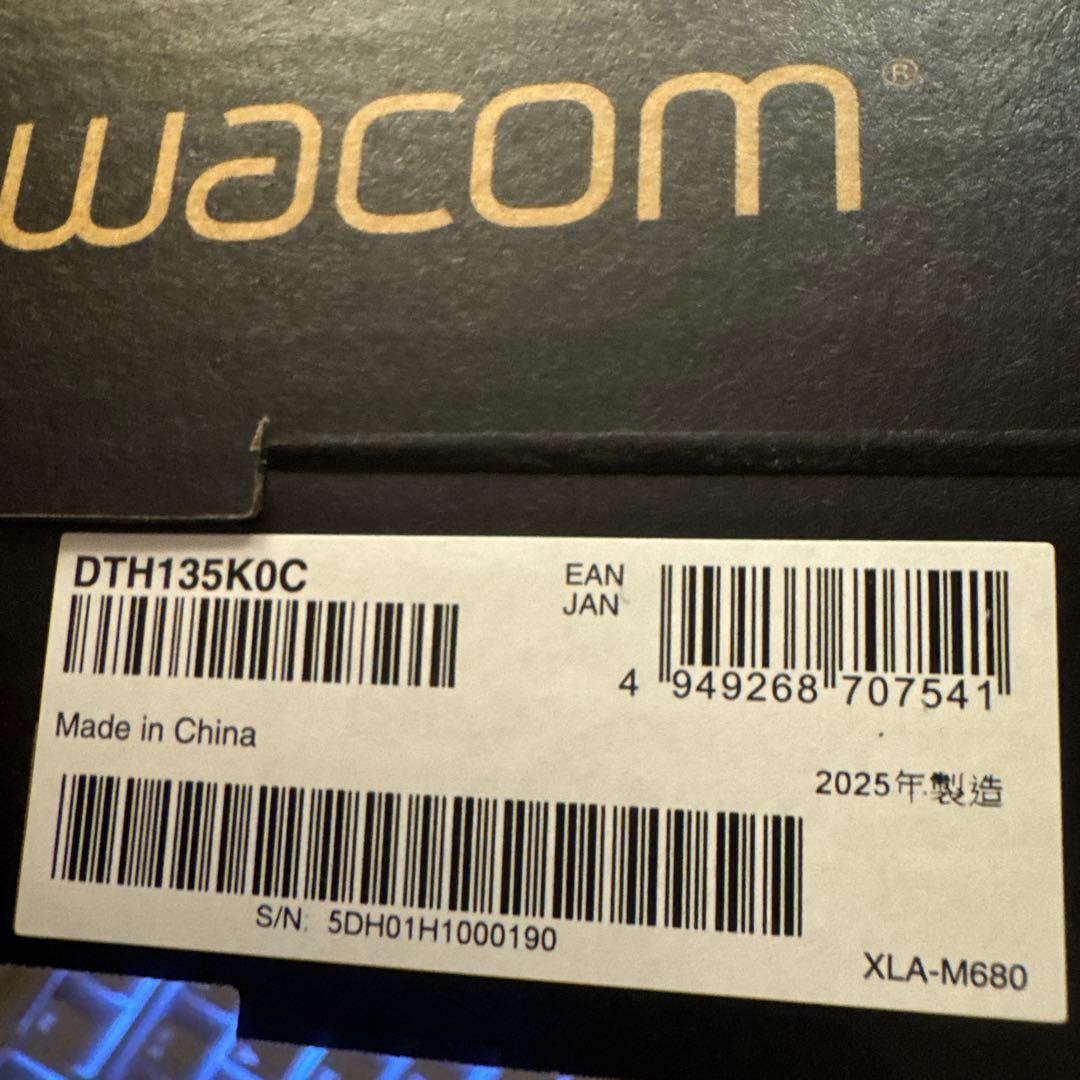 wacom®
DTH135K0C
EAN
JAN
4 949268 707541
Made in China
2025年製造
S/N: 5DH01H1000190
XLA-M680